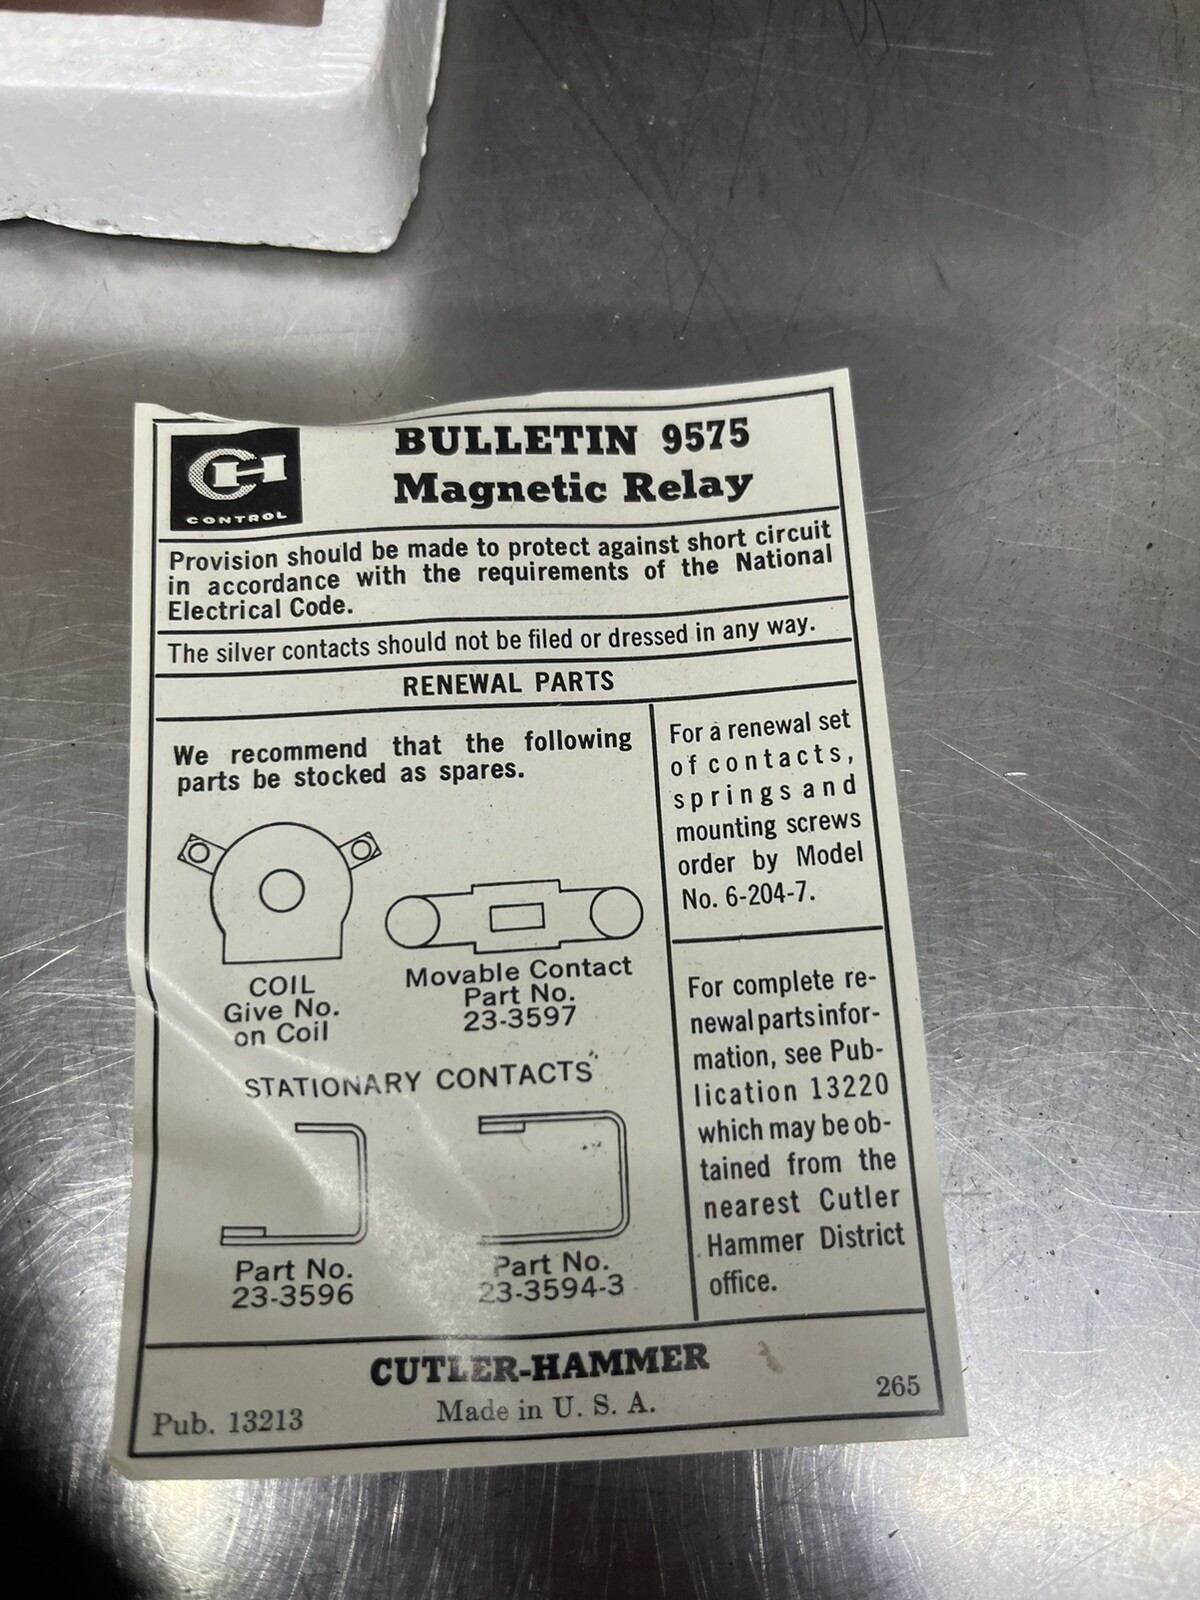 CH
CONTROL
BULLETIN 9575
Magnetic Relay
Provision should be made to protect against short circuit
in accordance with the requirements of the National
Electrical Code.
The silver contacts should not be filed or dressed in any way.
RENEWAL PARTS
We recommend that the following
parts be stocked as spares.
COIL
Give No.
on Coil
Movable Contact
Part No.
23-3597
STATIONARY CONTACTS
Part No.
23-3596
Part No.
23-3594-3
For a renewal set
of contacts,
springs and
mounting screws
order by Model
No. 6-204-7.
For complete re-
newal parts infor-
mation, see Pub-
lication 13220
which may be ob-
tained from the
nearest Cutler
Hammer District
office.
CUTLER-HAMMER
Made in U. S. A.
Pub. 13213
265